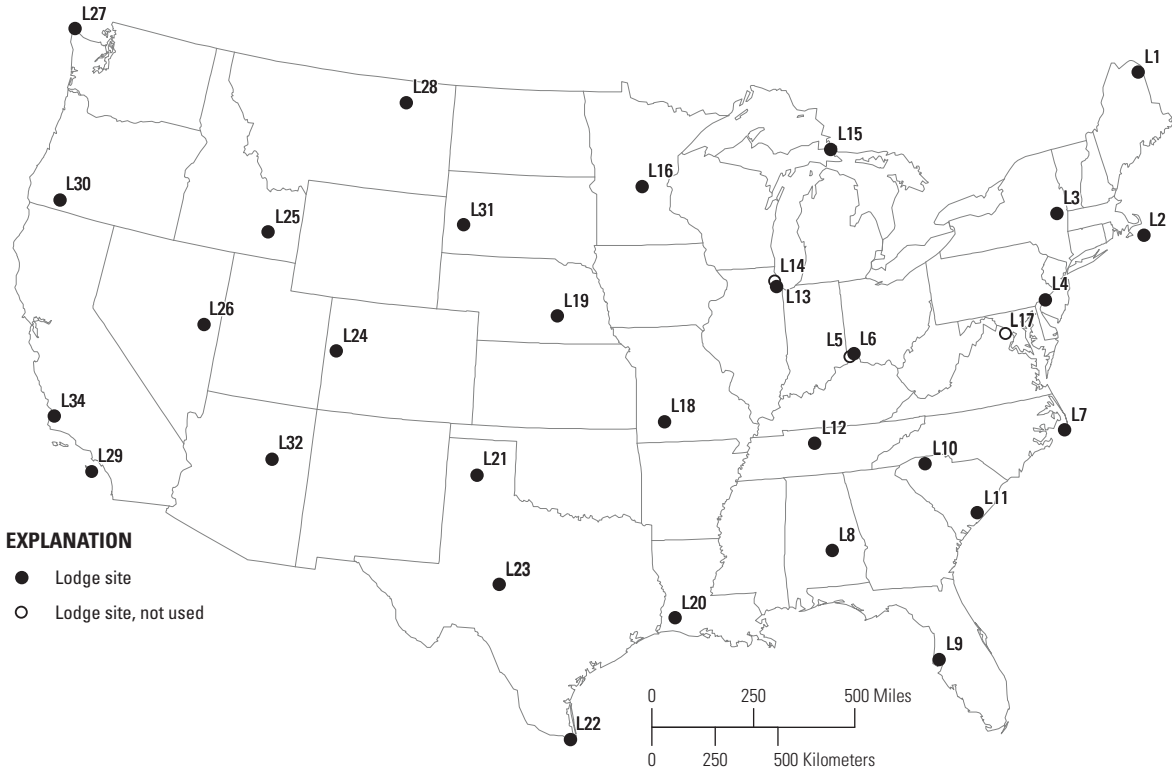 L27
L1
L28
L15
L16
L30
L3
L25
L31
L2
L14
L13
L4
L19
L26
L17
L24
L5 L6
L34
L18
L7
L12
L32
L10
L29
L21
L11
EXPLANATION
L8
Lodge site
L23
Lodge site, not used
L20
L9
0 250 500 Miles
L22
0 250 500 Kilometers